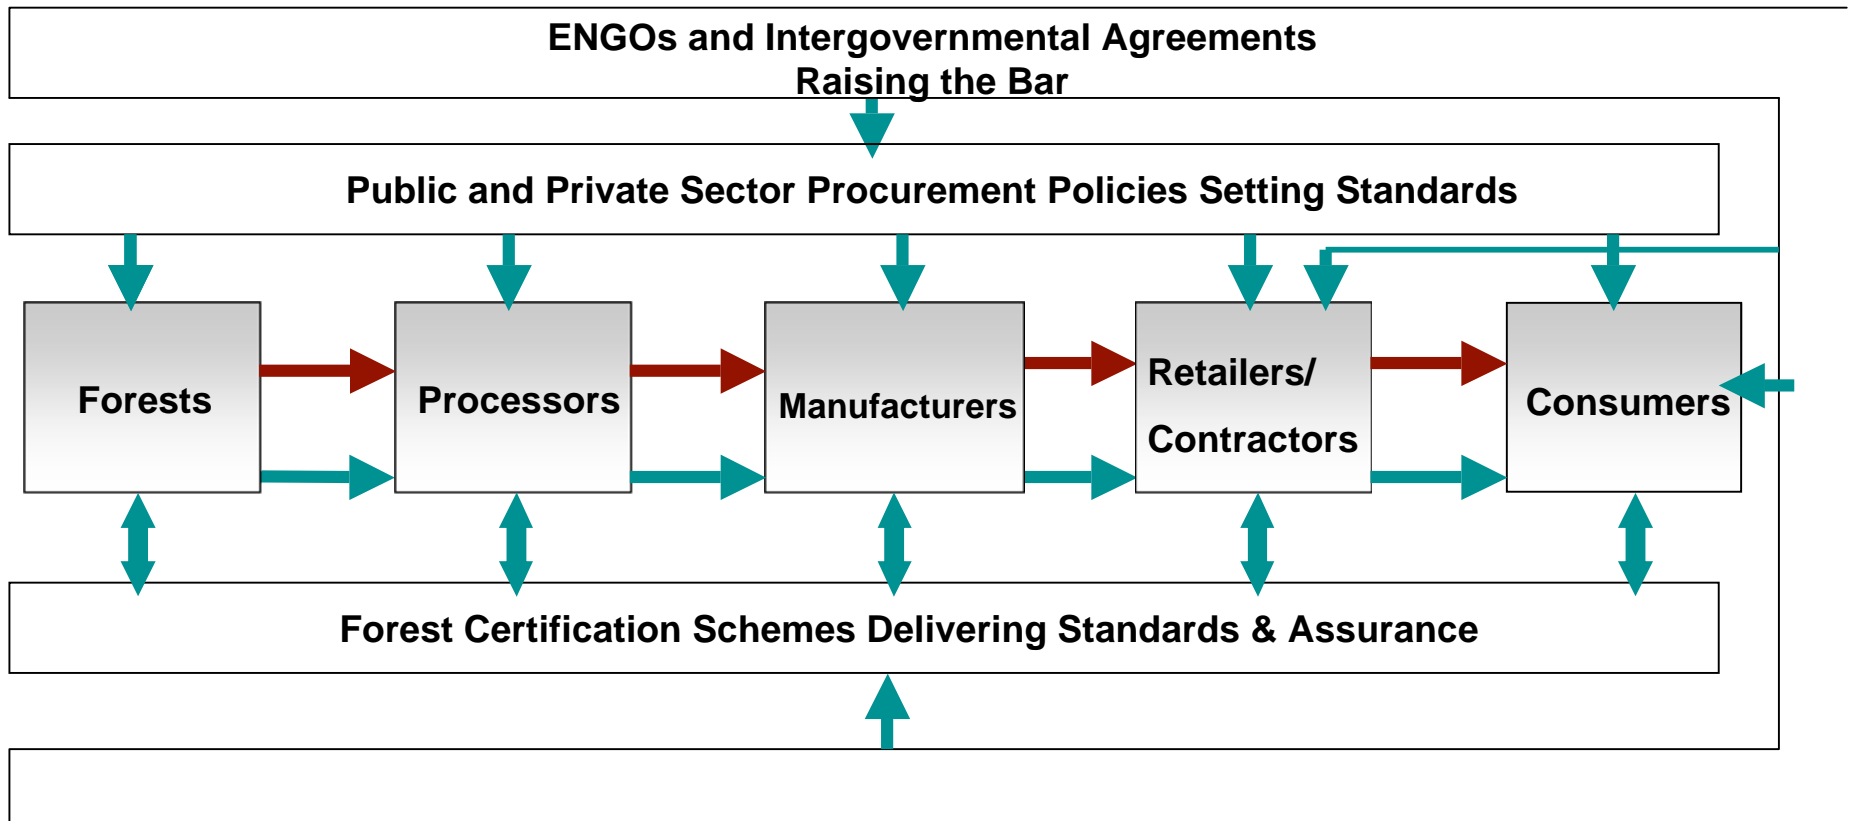 ENGOs and Intergovernmental Agreements
Raising the Bar
Public and Private Sector Procurement Policies Setting Standards
Forests
Processors
Manufacturers
Retailers/
Contractors
Consumers
Forest Certification Schemes Delivering Standards & Assurance